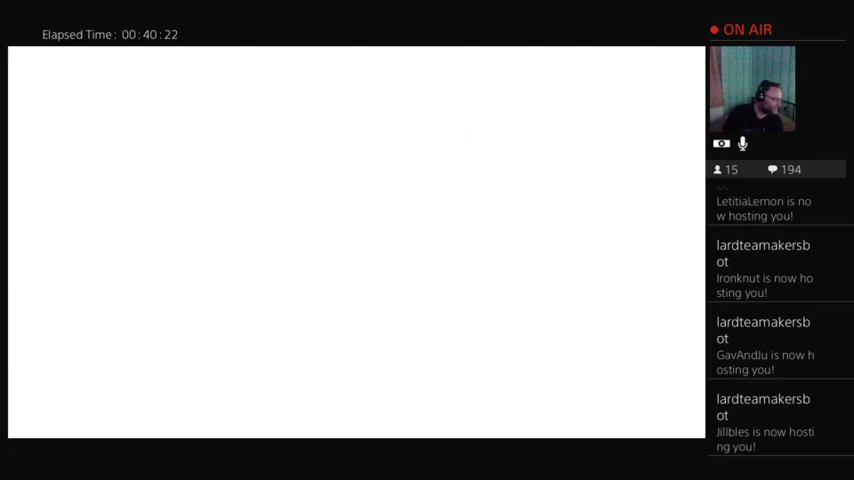 Elapsed Time: 00:40:22
ON AIR
15
194
LetitiaLemon is no
w hosting you!
lardteamakersb
ot
Ironknut is now ho
sting you!
lardteamakersb
ot
GavAndJu is now h
osting you!
lardteamakersb
ot
Jillbles is now hosti
ng you!